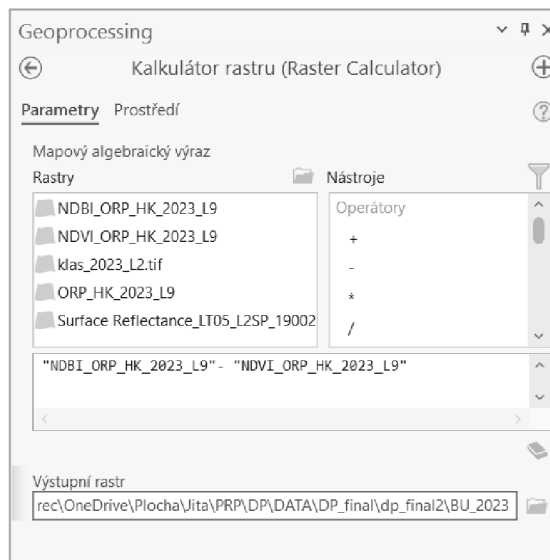 Geoprocessing
Kalkulátor rastru (Raster Calculator)
Parametry Prostředí
Mapový algebraický výraz
Rastry Nástroje
NDBI_ORP_HK_2023_L9 Operátory
NDVI_ORP_HK_2023_L9 +
klas_2023_L2.tif -
ORP_HK_2023_L9 *
Surface Reflectance_LT05_L2SP_19002 /
"NDBI_ORP_HK_2023_L9"- "NDVI_ORP_HK_2023_L9"
Výstupní rastr
rec\OneDrive\Plocha\Jita\PRP\DP\DATA\DP_final\dp_final2\BU_2023